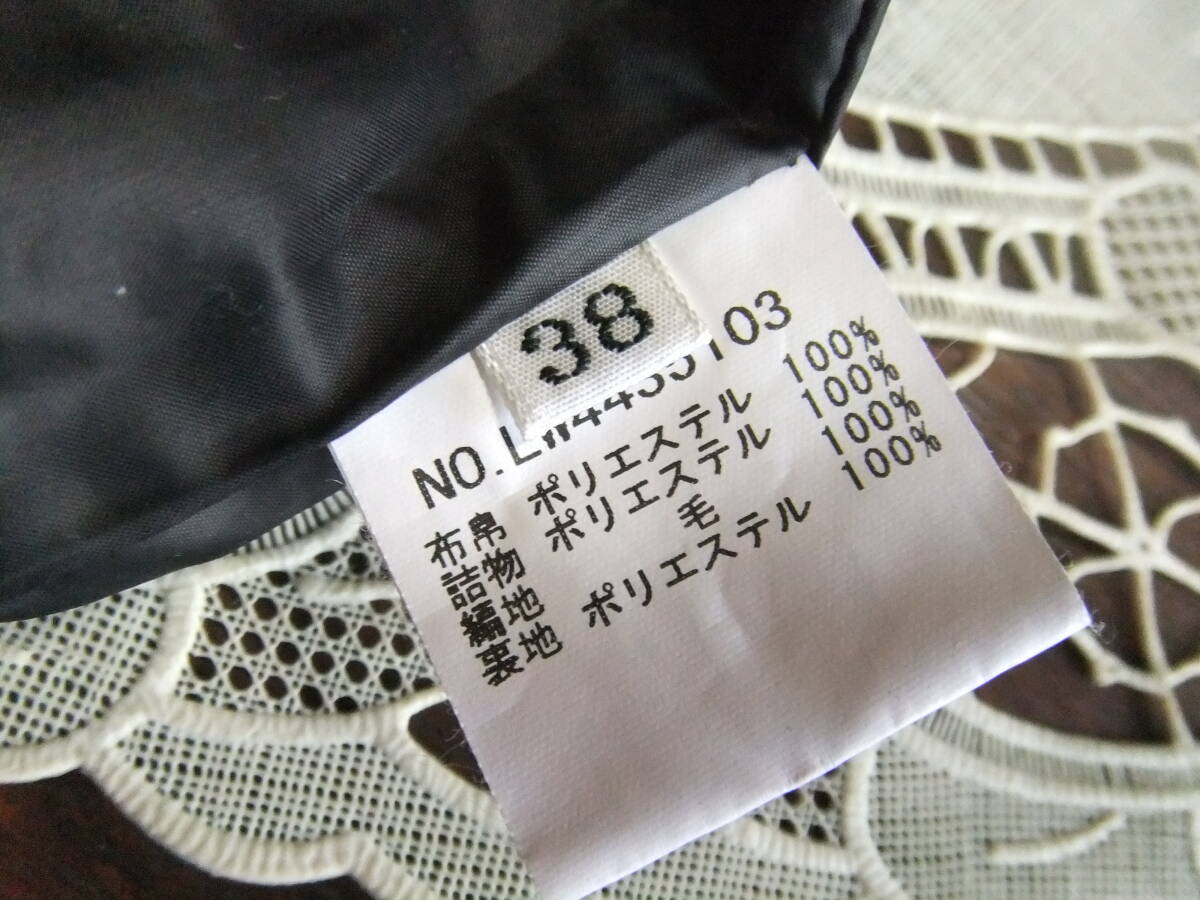 38
NO.LW4435103
布帛 ポリエステル 100%
詰物 ポリエステル 100%
編地 毛 100%
裏地 ポリエステル 100%